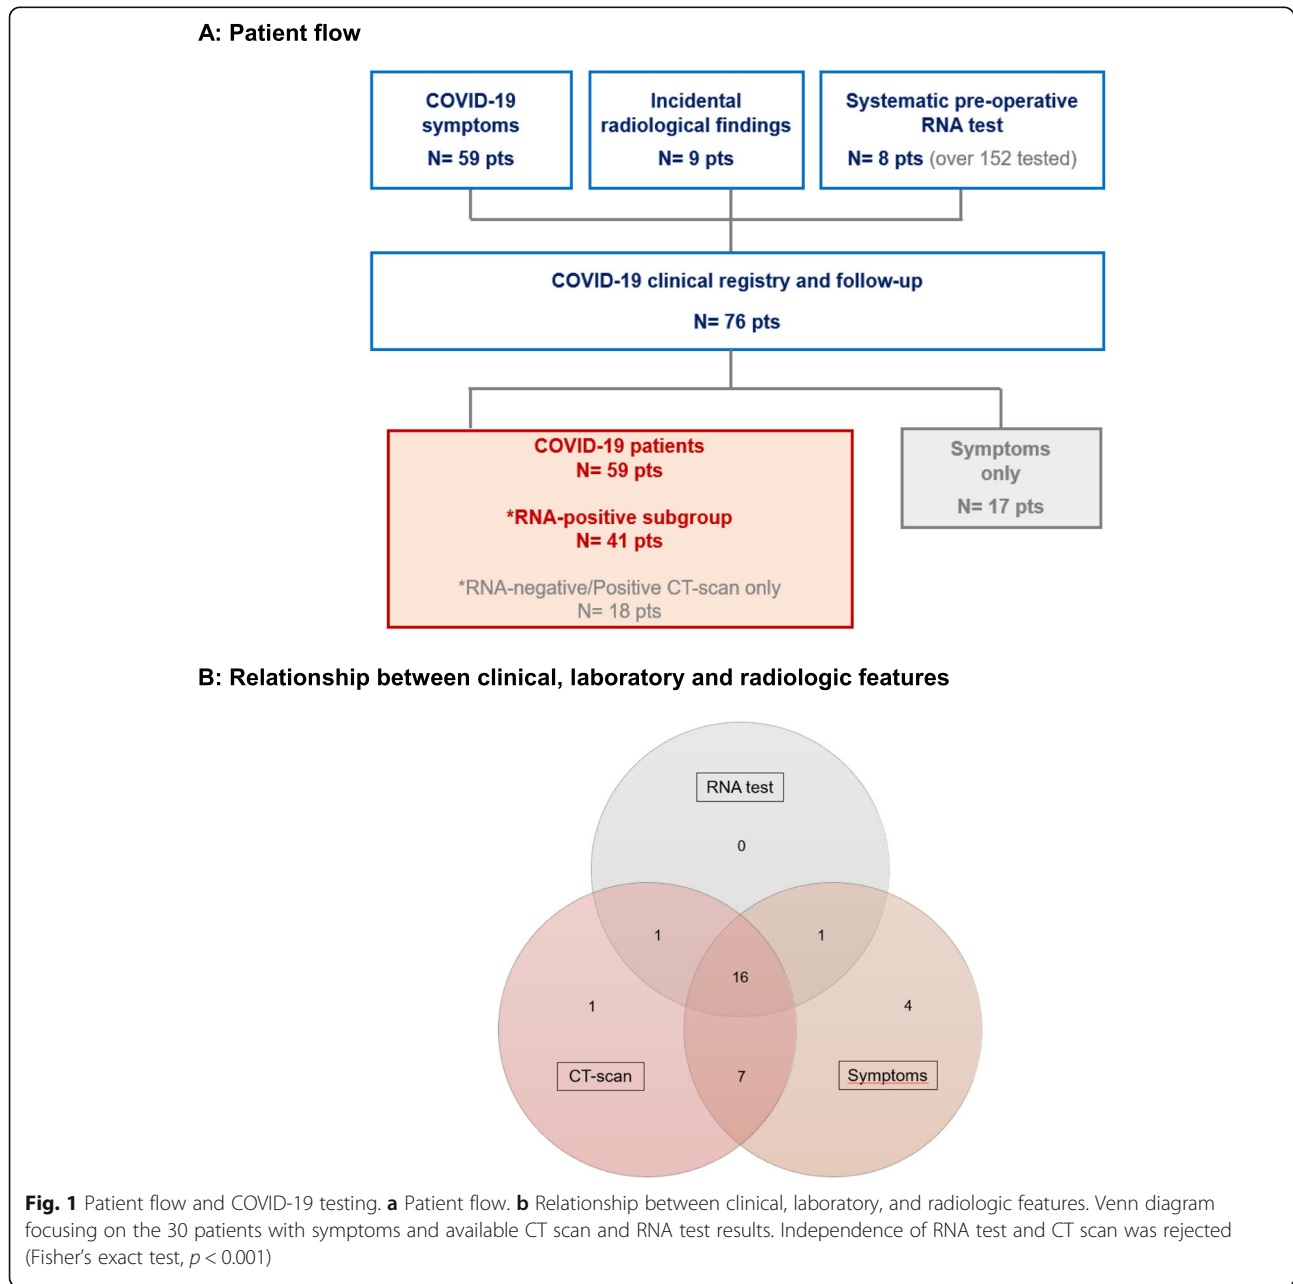 A: Patient flow
COVID-19
symptoms
N= 59 pts
Incidental
radiological findings
N= 9 pts
Systematic pre-operative
RNA test
N= 8 pts (over 152 tested)
COVID-19 clinical registry and follow-up
N= 76 pts
COVID-19 patients
N= 59 pts
*RNA-positive subgroup
N= 41 pts
*RNA-negative/Positive CT-scan only
N= 18 pts
Symptoms
only
N= 17 pts
B: Relationship between clinical, laboratory and radiologic features
RNA test
0
1
1
16
1
4
CT-scan
7
Symptoms
Fig. 1 Patient flow and COVID-19 testing. a Patient flow. b Relationship between clinical, laboratory, and radiologic features. Venn diagram
focusing on the 30 patients with symptoms and available CT scan and RNA test results. Independence of RNA test and CT scan was rejected
(Fisher's exact test, p < 0.001)